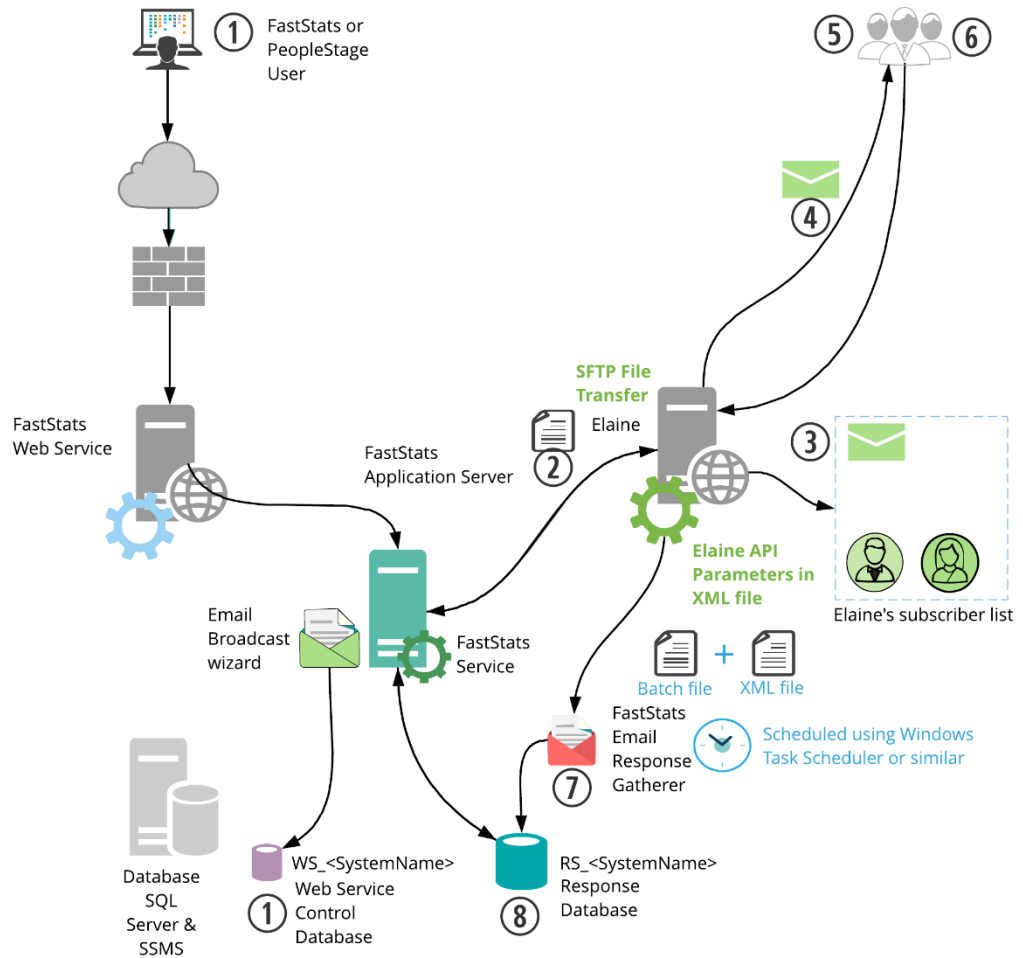 1
FastStats or
PeopleStage
User
5
6
4
FastStats
Web Service
SFTP File
Transfer
Elaine
2
3
FastStats
Application Server
Elaine API
Parameters in
XML file
Elaine's subscriber list
Email
Broadcast
wizard
FastStats
Service
Batch file
+
XML file
FastStats
Email
Response
Gatherer
7
Scheduled using Windows
Task Scheduler or similar
Database
SQL
Server &
SSMS
WS_<SystemName>
Web Service
Control
Database
1
RS_<SystemName>
Response
Database
8